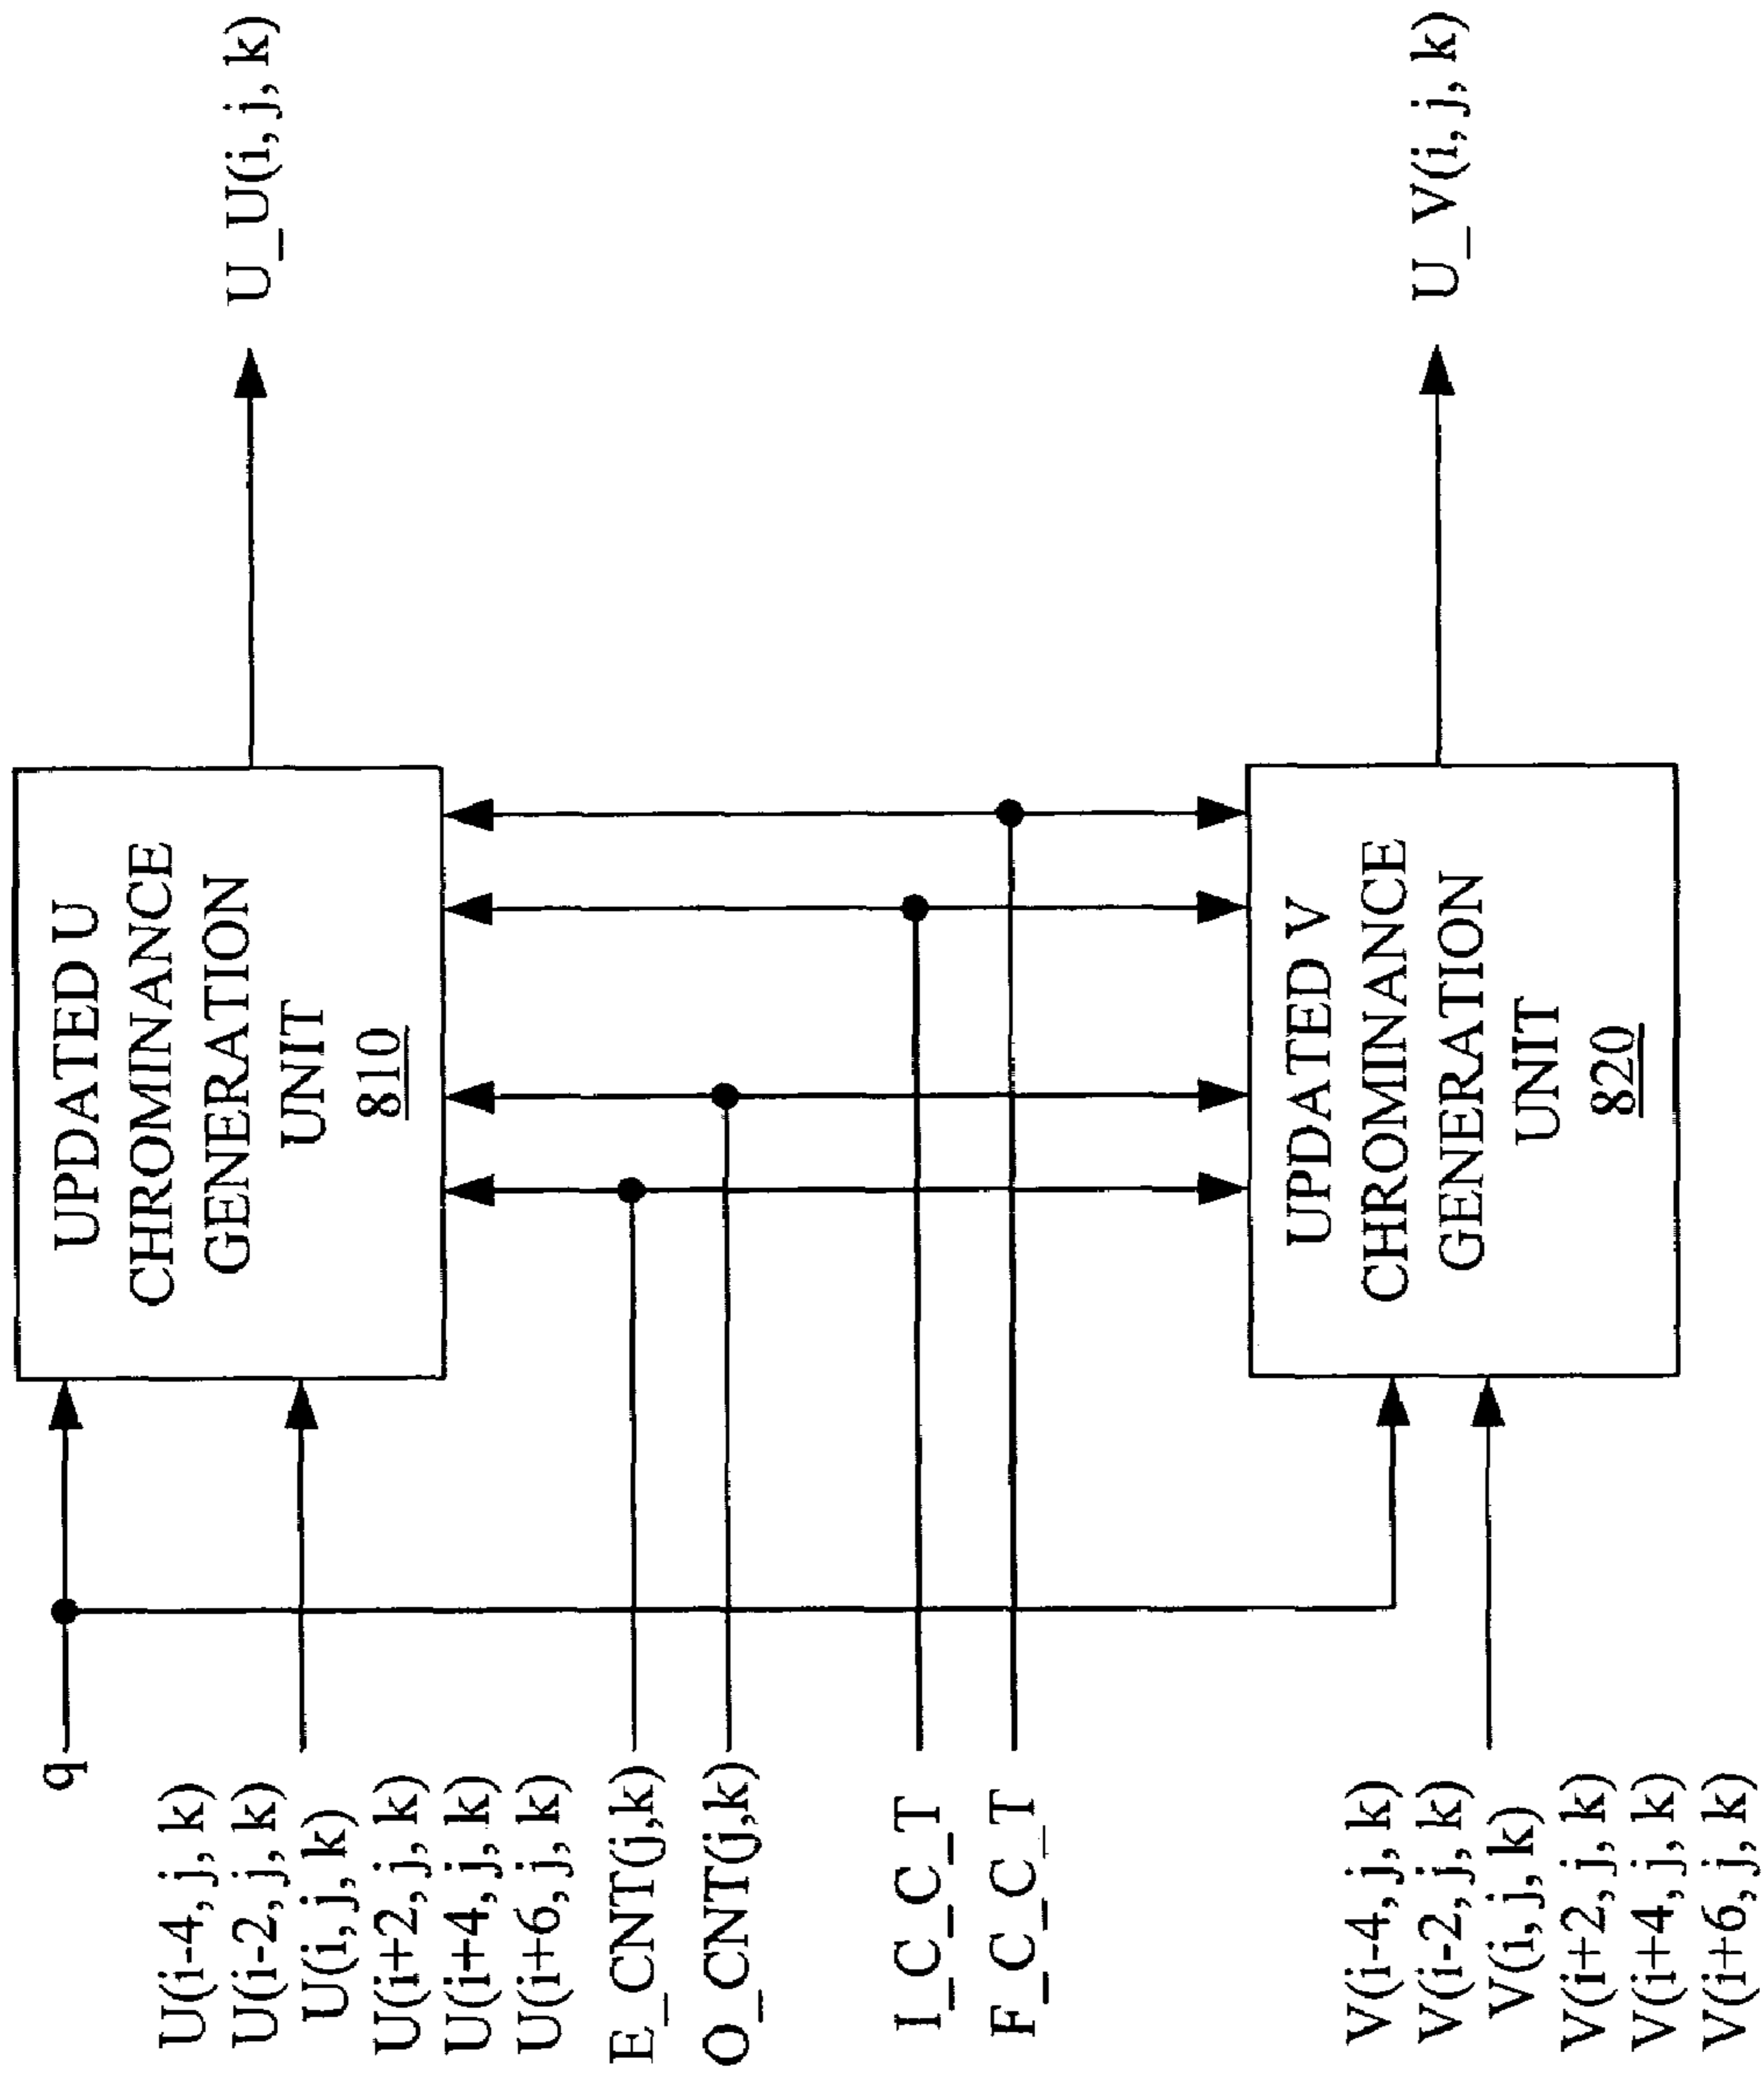 q
U(i-4, j, k)
U(i-2, j, k)
U(i, j, k)
U(i+2, j, k)
U(i+4, j, k)
U(i+6, j, k)
E_CNT(j,k)
O_CNT(j,k)
I_C_C_T
F_C_C_T
V(i-4, j, k)
V(i-2, j, k)
V(i, j, k)
V(i+2, j, k)
V(i+4, j, k)
V(i+6, j, k)
UPDATED U
CHROMINANCE
GENERATION
UNIT
810
UPDATED V
CHROMINANCE
GENERATION
UNIT
820
U_U(i, j, k)
U_V(i, j, k)